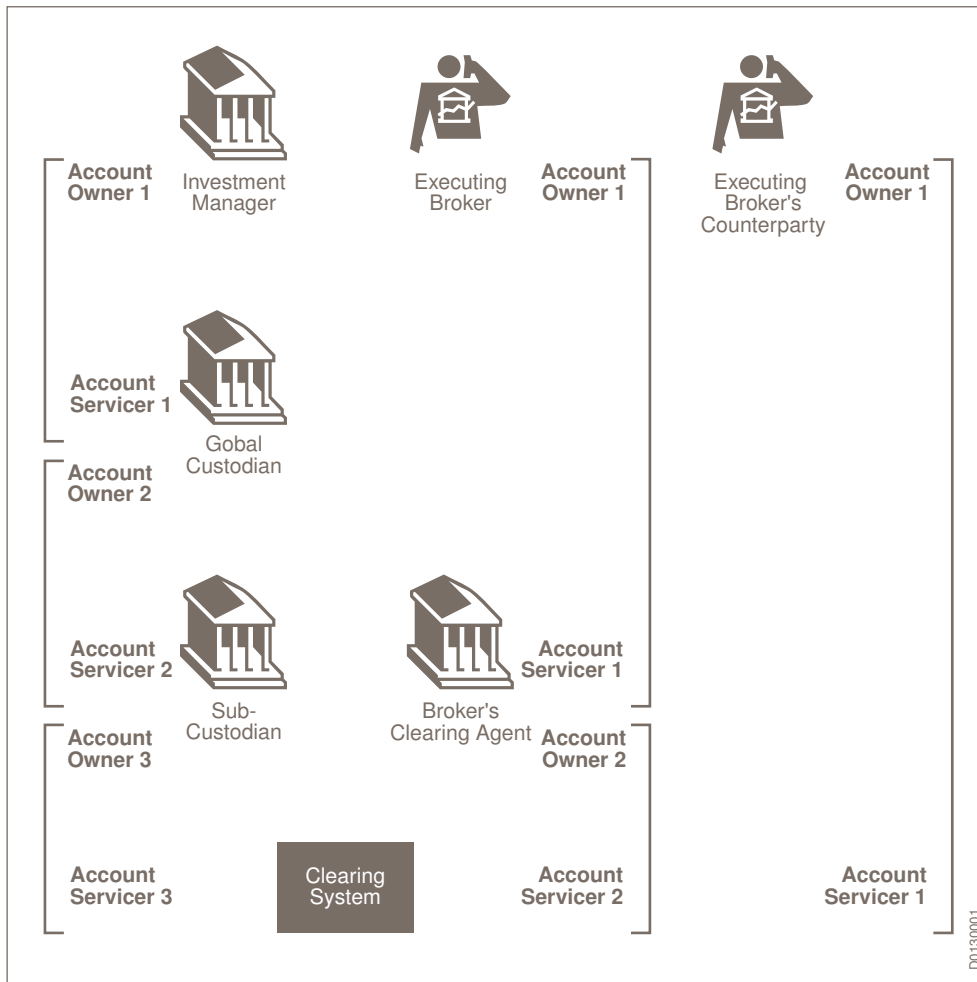 Account
Owner 1
Investment
Manager
Executing
Broker
Account
Owner 1
Executing
Broker's
Counterparty
Account
Owner 1
Account
Servicer 1
Gobal
Custodian
Account
Owner 2
Account
Servicer 2
Sub-
Custodian
Broker's
Clearing Agent
Account
Servicer 1
Account
Owner 3
Account
Owner 2
Account
Servicer 3
Clearing
System
Account
Servicer 2
Account
Servicer 1
D0130001